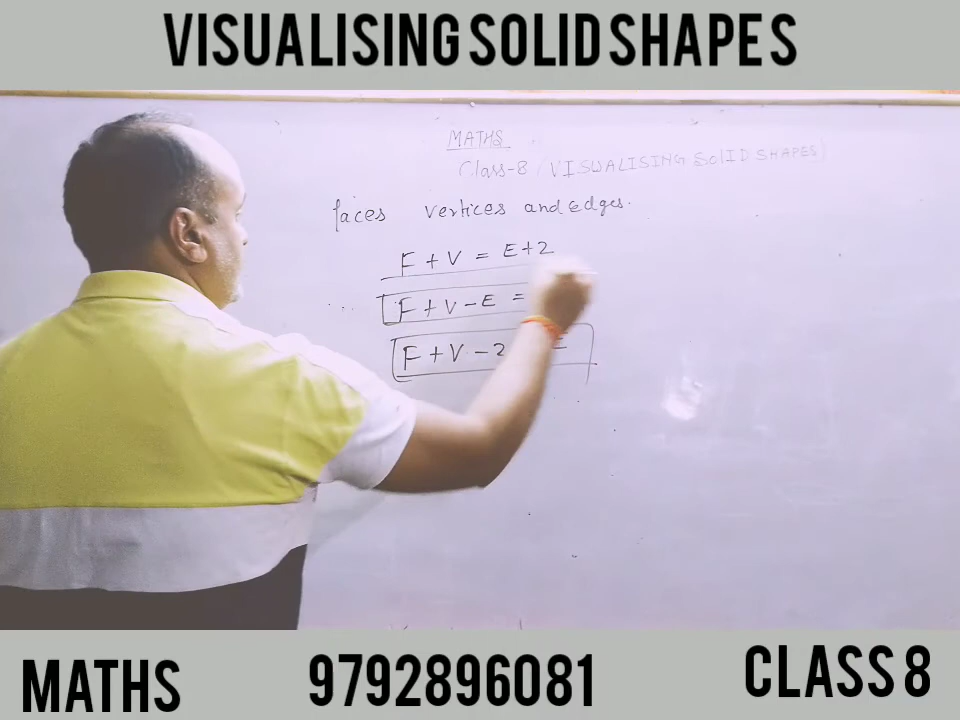 VISUALISING SOLID SHAPES
MATHS
Class-8 (VISUALISING SOLID SHAPES)
faces vertices and edges.
F + V = E + 2
F + V - E =
F + V - 2 E
MATHS
9792896081
CLASS 8